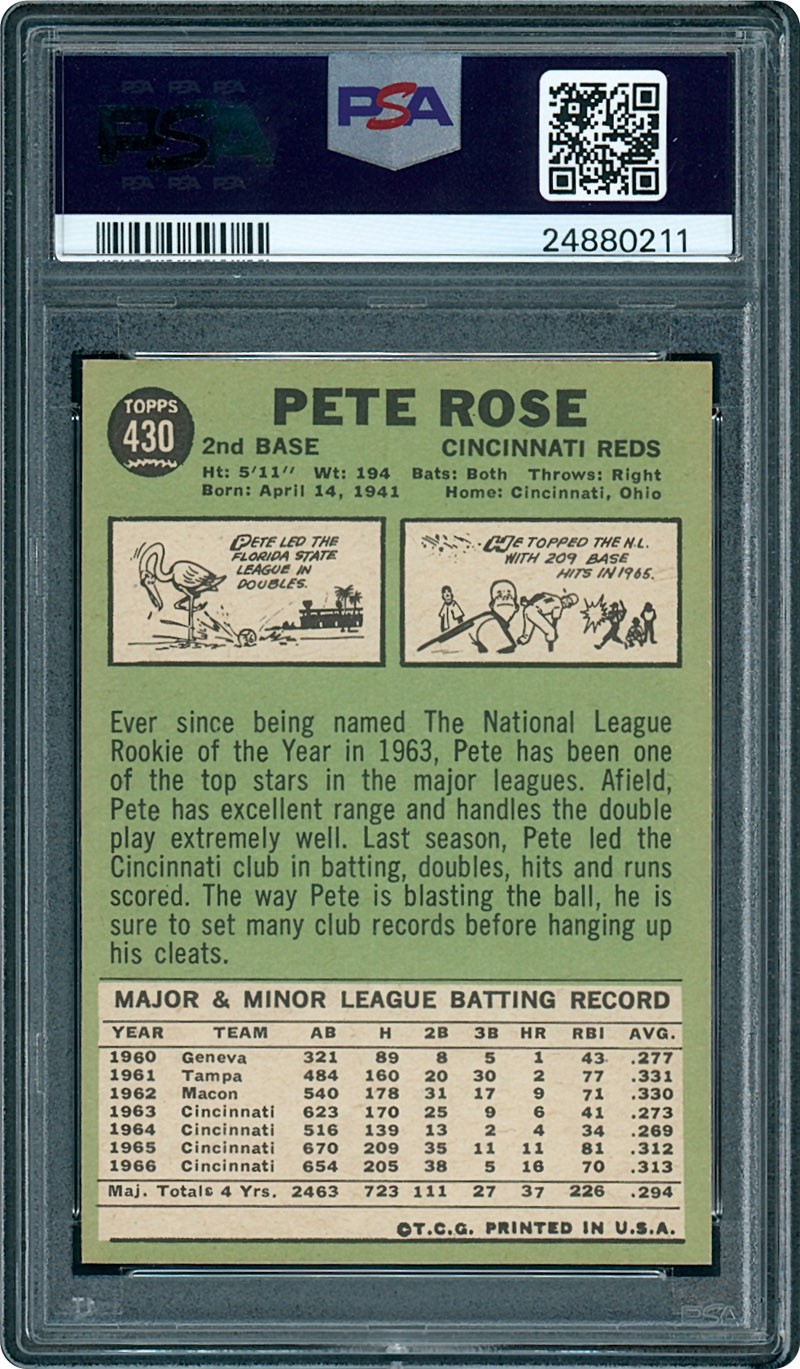 PSA PSA PSA
PSA
PSA PSA PSA
PSA
24880211
TOPPS
430
PETE ROSE
2nd BASE CINCINNATI REDS
Ht: 5'11" Wt: 194 Bats: Both Throws: Right
Born: April 14, 1941 Home: Cincinnati, Ohio
PETE LED THE
FLORIDA STATE
LEAGUE IN
DOUBLES.
HE TOPPED THE N.L.
WITH 209 BASE
HITS IN 1965.
Ever since being named The National League
Rookie of the Year in 1963, Pete has been one
of the top stars in the major leagues. Afield,
Pete has excellent range and handles the double
play extremely well. Last season, Pete led the
Cincinnati club in batting, doubles, hits and runs
scored. The way Pete is blasting the ball, he is
sure to set many club records before hanging up
his cleats.
MAJOR & MINOR LEAGUE BATTING RECORD
YEAR TEAM AB H 2B 3B HR RBI AVG.
1960 Geneva 321 89 8 5 1 43 .277
1961 Tampa 484 160 20 30 2 77 .331
1962 Macon 540 178 31 17 9 71 .330
1963 Cincinnati 623 170 25 9 6 41 .273
1964 Cincinnati 516 139 13 2 4 34 .269
1965 Cincinnati 670 209 35 11 11 81 .312
1966 Cincinnati 654 205 38 5 16 70 .313
Maj. Totals 4 Yrs. 2463 723 111 27 37 226 .294
©T.C.G. PRINTED IN U.S.A.
PSA